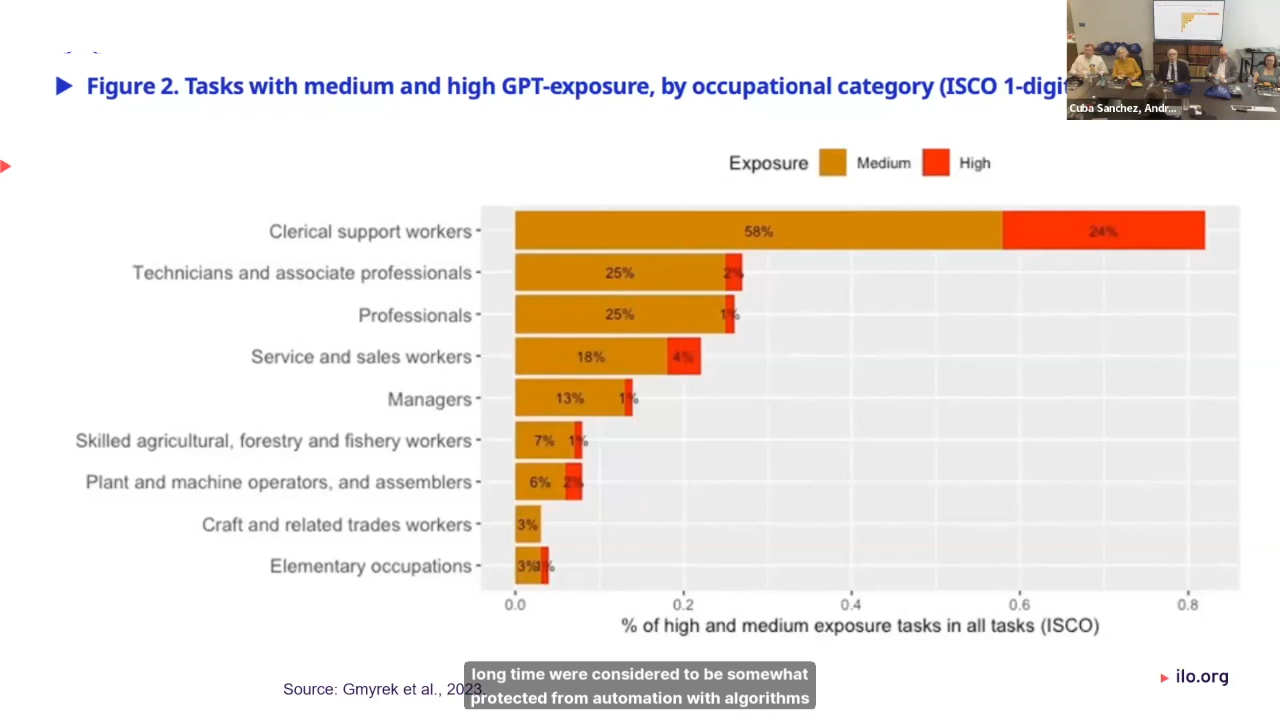 Figure 2. Tasks with medium and high GPT-exposure, by occupational category (ISCO 1-digit
Cuba Sanchez, Andr...
Exposure Medium High
Clerical support workers 58% 24%
Technicians and associate professionals 25% 2%
Professionals 25% 1%
Service and sales workers 18% 4%
Managers 13% 1%
Skilled agricultural, forestry and fishery workers 7% 1%
Plant and machine operators, and assemblers 6% 2%
Craft and related trades workers 3%
Elementary occupations 3% 1%
0.0 0.2 0.4 0.6 0.8
% of high and medium exposure tasks in all tasks (ISCO)
Source: Gmyrek et al., 2023.
long time were considered to be somewhat
protected from automation with algorithms
ilo.org